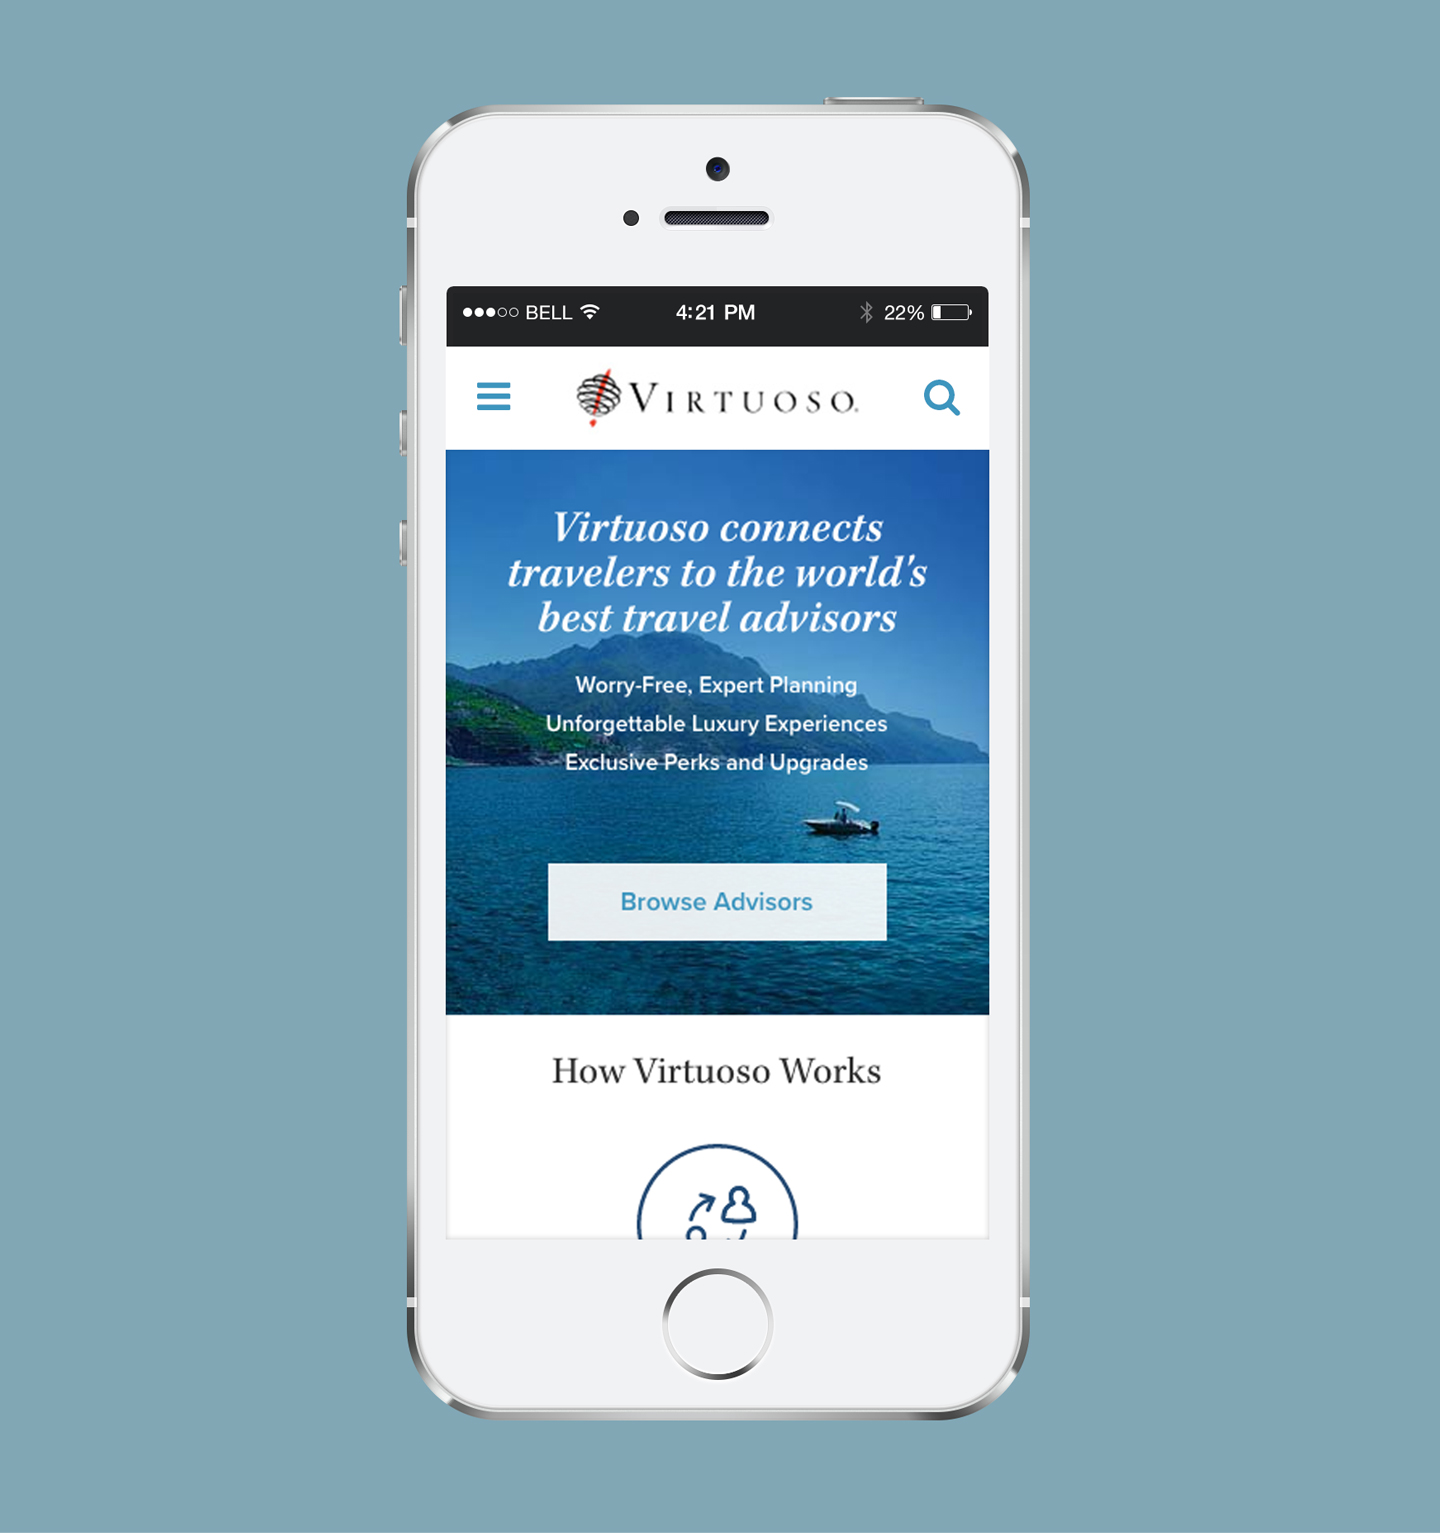 BELL 4:21 PM 22%
VIRTUOSO.
Virtuoso connects
travelers to the world's
best travel advisors
Worry-Free, Expert Planning
Unforgettable Luxury Experiences
Exclusive Perks and Upgrades
Browse Advisors
How Virtuoso Works